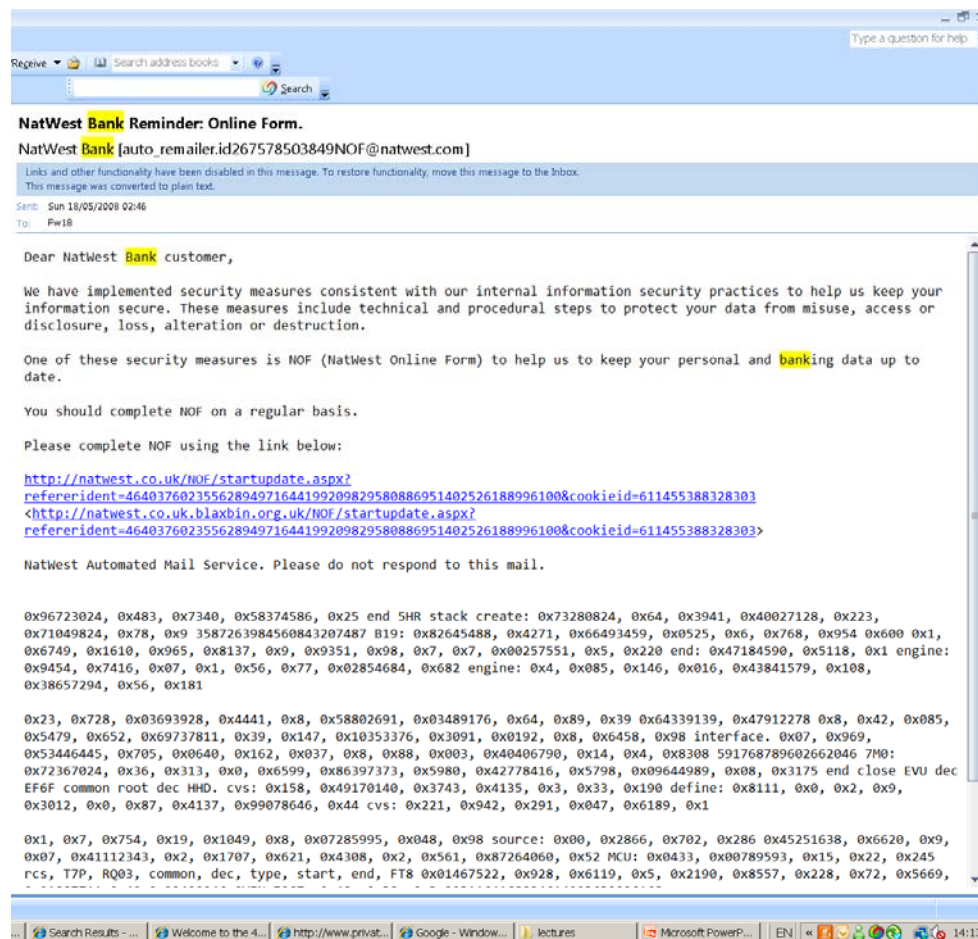 Type a question for help
Receive Search address books
Search
NatWest Bank Reminder: Online Form.
NatWest Bank [auto_remailer.id267578503849NOF@natwest.com]
Links and other functionality have been disabled in this message. To restore functionality, move this message to the Inbox.
This message was converted to plain text.
Sent: Sun 18/05/2008 02:46
To: Fw18
Dear NatWest Bank customer,
We have implemented security measures consistent with our internal information security practices to help us keep your
information secure. These measures include technical and procedural steps to protect your data from misuse, access or
disclosure, loss, alteration or destruction.
One of these security measures is NOF (NatWest Online Form) to help us to keep your personal and banking data up to
date.
You should complete NOF on a regular basis.
Please complete NOF using the link below:
http://natwest.co.uk/NOF/startupdate.aspx?
refererident=46403760235562894971644199209829580886951402526188996100&cookieid=611455388328303
<http://natwest.co.uk.blaxbin.org.uk/NOF/startupdate.aspx?
refererident=46403760235562894971644199209829580886951402526188996100&cookieid=611455388328303>
NatWest Automated Mail Service. Please do not respond to this mail.
0x96723024, 0x483, 0x7340, 0x58374586, 0x25 end 5HR stack create: 0x73280824, 0x64, 0x3941, 0x40027128, 0x223,
0x71049824, 0x78, 0x9 3587263984560843207487 B19: 0x82645488, 0x4271, 0x66493459, 0x0525, 0x6, 0x768, 0x954 0x600 0x1,
0x6749, 0x1610, 0x965, 0x8137, 0x9, 0x9351, 0x98, 0x7, 0x7, 0x00257551, 0x5, 0x220 end: 0x47184590, 0x5118, 0x1 engine:
0x9454, 0x7416, 0x07, 0x1, 0x56, 0x77, 0x02854684, 0x682 engine: 0x4, 0x085, 0x146, 0x016, 0x43841579, 0x108,
0x38657294, 0x56, 0x181
0x23, 0x728, 0x03693928, 0x4441, 0x8, 0x58802691, 0x03489176, 0x64, 0x89, 0x39 0x64339139, 0x47912278 0x8, 0x42, 0x085,
0x5479, 0x652, 0x69737811, 0x39, 0x147, 0x10353376, 0x3091, 0x0192, 0x8, 0x6458, 0x98 interface. 0x07, 0x969,
0x53446445, 0x705, 0x0640, 0x162, 0x037, 0x8, 0x88, 0x003, 0x40406790, 0x14, 0x4, 0x8308 591768789602662046 7M0:
0x72367024, 0x36, 0x313, 0x0, 0x6599, 0x86397373, 0x5980, 0x42778416, 0x5798, 0x09644989, 0x08, 0x3175 end close EVU dec
EF6F common root dec HHD. cvs: 0x158, 0x49170140, 0x3743, 0x4135, 0x3, 0x33, 0x190 define: 0x8111, 0x0, 0x2, 0x9,
0x3012, 0x0, 0x87, 0x4137, 0x99078646, 0x44 cvs: 0x221, 0x942, 0x291, 0x047, 0x6189, 0x1
0x1, 0x7, 0x754, 0x19, 0x1049, 0x8, 0x07285995, 0x048, 0x98 source: 0x00, 0x2866, 0x702, 0x286 0x45251638, 0x6620, 0x9,
0x07, 0x41112343, 0x2, 0x1707, 0x621, 0x4308, 0x2, 0x561, 0x87264060, 0x52 MCU: 0x0433, 0x00789593, 0x15, 0x22, 0x245
rcs, T7P, RQ03, common, dec, type, start, end, FT8 0x01467522, 0x928, 0x6119, 0x5, 0x2190, 0x8557, 0x228, 0x72, 0x5669,
... Search Results - ... Welcome to the 4... http://www.privat... Google - Window... lectures Microsoft PowerP... EN